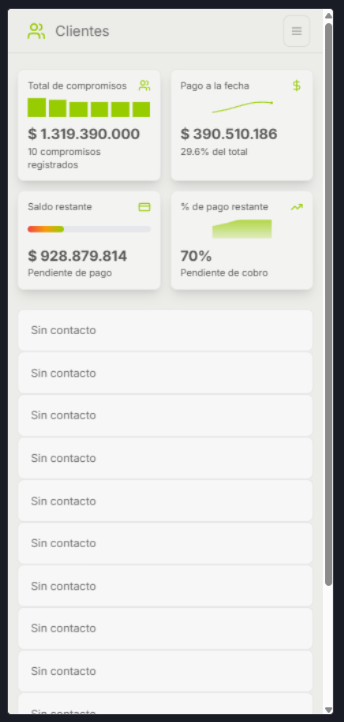 Clientes
Total de compromisos
$ 1.319.390.000
10 compromisos
registrados
Pago a la fecha
$ 390.510.186
29.6% del total
Saldo restante
$ 928.879.814
Pendiente de pago
% de pago restante
70%
Pendiente de cobro
Sin contacto
Sin contacto
Sin contacto
Sin contacto
Sin contacto
Sin contacto
Sin contacto
Sin contacto
Sin contacto
Sin contacto